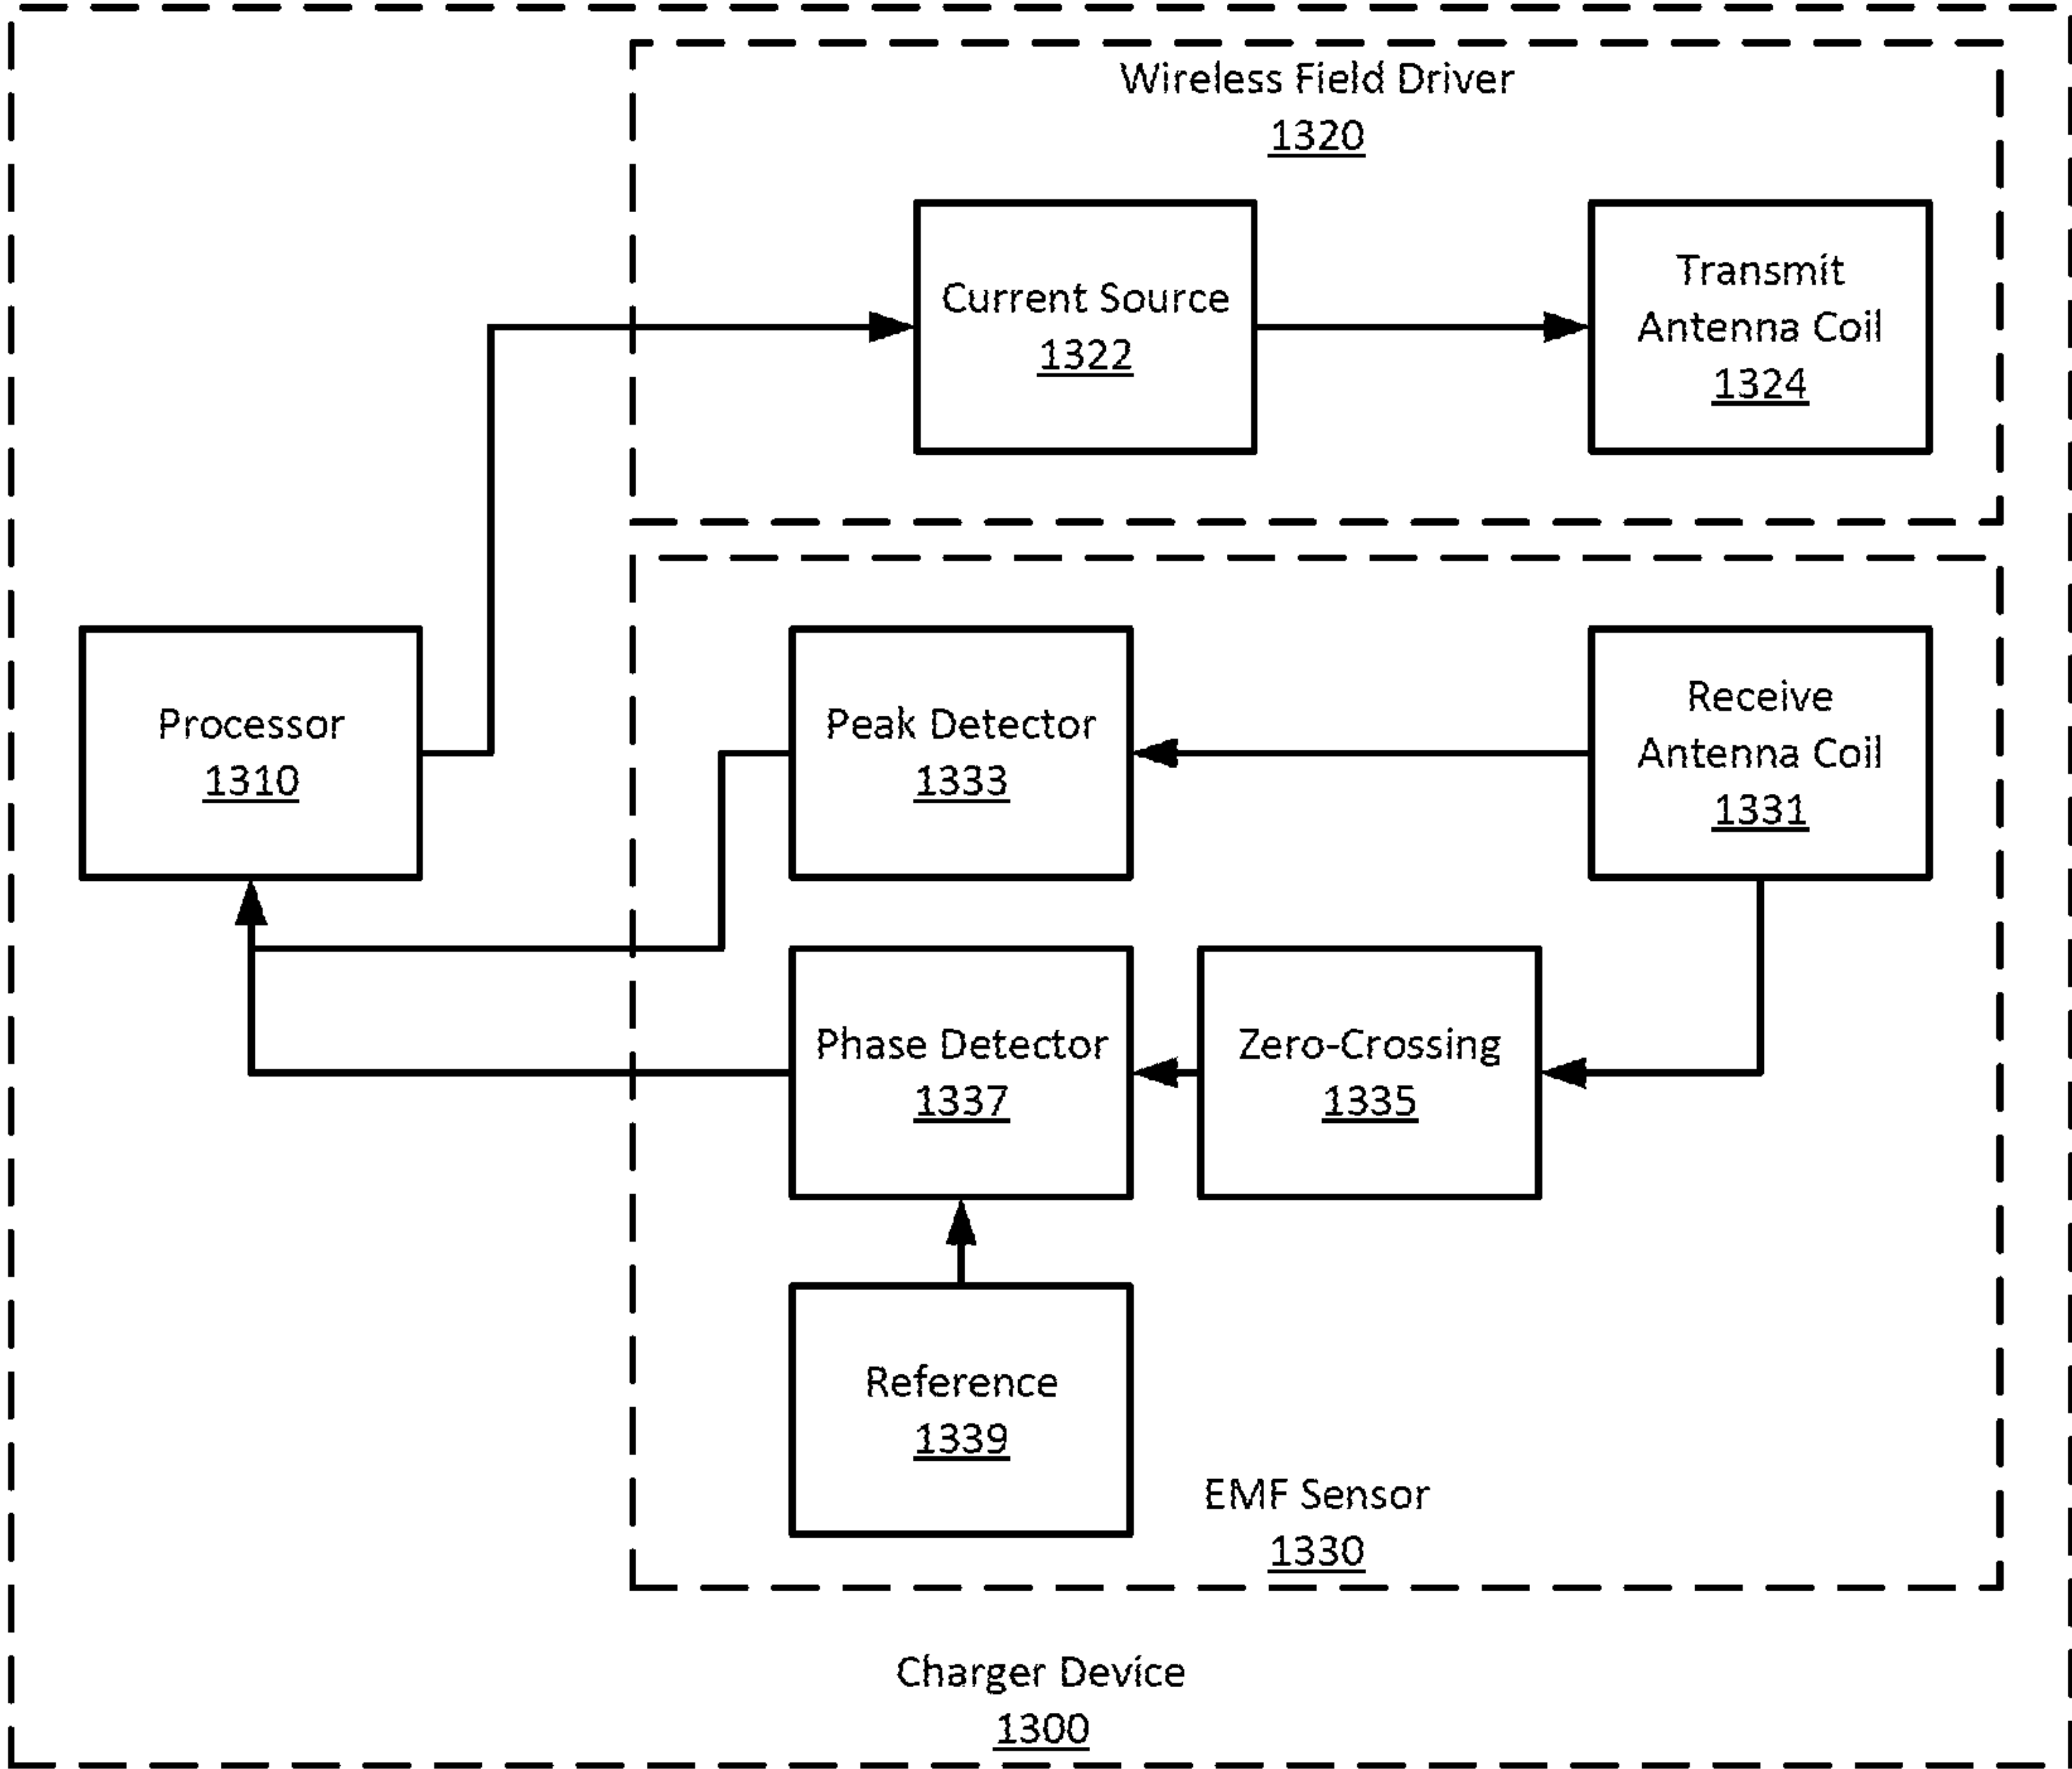 Wireless Field Driver
1320
Current Source
1322
Transmit
Antenna Coil
1324
Processor
1310
Peak Detector
1333
Receive
Antenna Coil
1331
Phase Detector
1337
Zero-Crossing
1335
Reference
1339
EMF Sensor
1330
Charger Device
1300